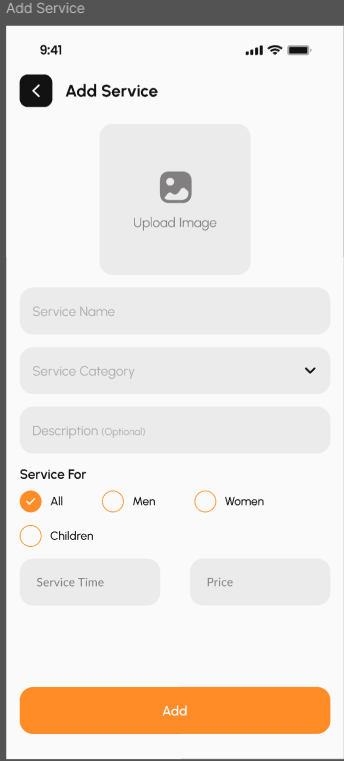 Add Service
9:41
Add Service
Upload Image
Service Name
Service Category
Description (Optional)
Service For
All Men Women
Children
Service Time Price
Add